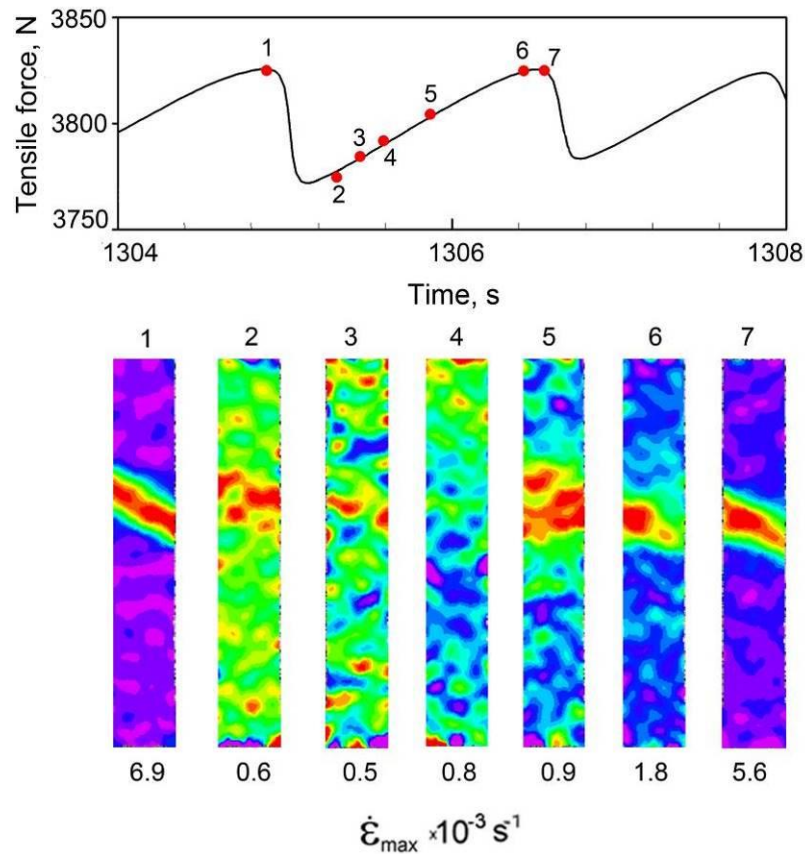 Tensile force, N
3850
3800
3750
1 2 3 4 5 6 7
1304 1306 1308
Time, s
1 2 3 4 5 6 7
6.9 0.6 0.5 0.8 0.9 1.8 5.6
ε̇max ×10⁻³ s⁻¹